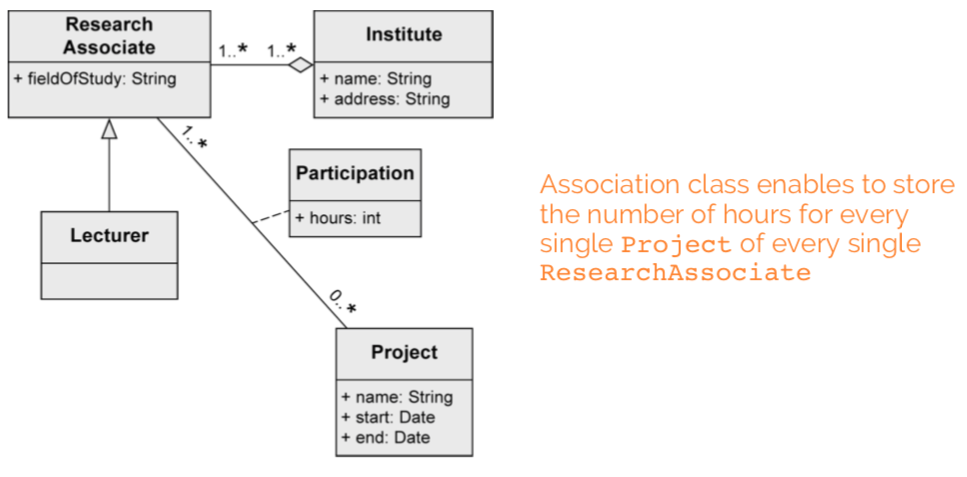 Research
Associate
+ fieldOfStudy: String
1..*
1..*
Institute
+ name: String
+ address: String
1..*
Participation
+ hours: int
Lecturer
0..*
Project
+ name: String
+ start: Date
+ end: Date
Association class enables to store
the number of hours for every
single Project of every single
ResearchAssociate